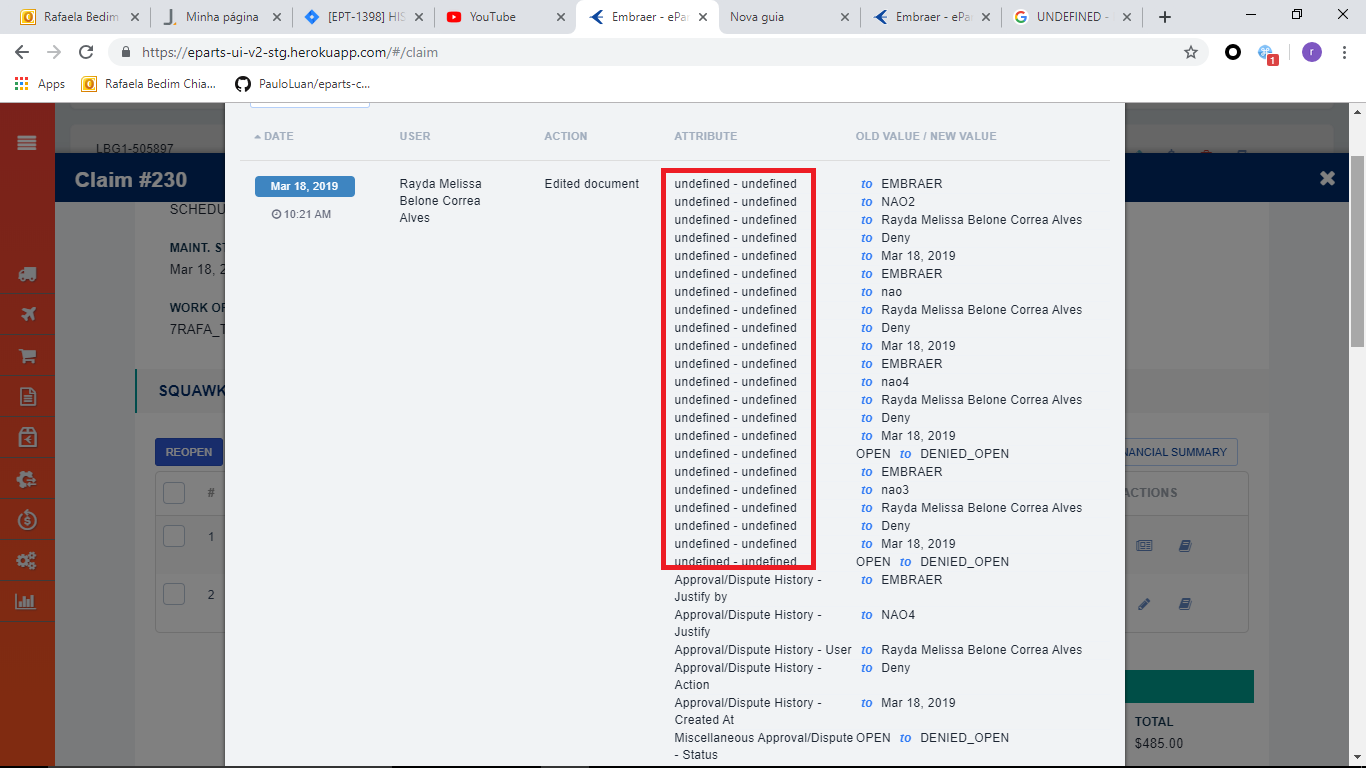 Rafaela Bedim
Minha página
[EPT-1398] HIS
YouTube
Embraer - ePar
Nova guia
Embraer - ePar
UNDEFINED -
https://eparts-ui-v2-stg.herokuapp.com/#/claim
1
r
Apps
Rafaela Bedim Chia...
PauloLuan/eparts-c...
LBG1-505897
Claim #230
SCHEDU
MAINT. ST
Mar 18, 2
WORK OR
7RAFA_T
SQUAWK
REOPEN
#
1
2
NANCIAL SUMMARY
ACTIONS
TOTAL
$485.00
DATE USER ACTION ATTRIBUTE OLD VALUE / NEW VALUE
Mar 18, 2019
10:21 AM
Rayda Melissa
Belone Correa
Alves
Edited document
undefined - undefined to EMBRAER
undefined - undefined to NAO2
undefined - undefined to Rayda Melissa Belone Correa Alves
undefined - undefined to Deny
undefined - undefined to Mar 18, 2019
undefined - undefined to EMBRAER
undefined - undefined to nao
undefined - undefined to Rayda Melissa Belone Correa Alves
undefined - undefined to Deny
undefined - undefined to Mar 18, 2019
undefined - undefined to EMBRAER
undefined - undefined to nao4
undefined - undefined to Rayda Melissa Belone Correa Alves
undefined - undefined to Deny
undefined - undefined to Mar 18, 2019
undefined - undefined OPEN to DENIED_OPEN
undefined - undefined to EMBRAER
undefined - undefined to nao3
undefined - undefined to Rayda Melissa Belone Correa Alves
undefined - undefined to Deny
undefined - undefined to Mar 18, 2019
undefined - undefined OPEN to DENIED_OPEN
Approval/Dispute History - to EMBRAER
Justify by
Approval/Dispute History - to NAO4
Justify
Approval/Dispute History - User to Rayda Melissa Belone Correa Alves
Approval/Dispute History - to Deny
Action
Approval/Dispute History - to Mar 18, 2019
Created At
Miscellaneous Approval/Dispute OPEN to DENIED_OPEN
- Status